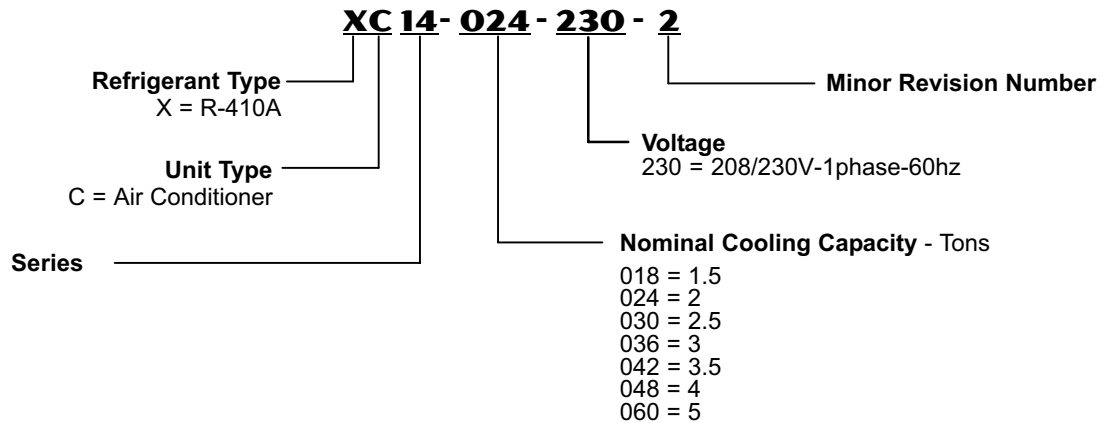 XC 14- 024 - 230 - 2
Refrigerant Type
X = R-410A
Minor Revision Number
Voltage
230 = 208/230V-1phase-60hz
Unit Type
C = Air Conditioner
Nominal Cooling Capacity - Tons
Series
018 = 1.5
024 = 2
030 = 2.5
036 = 3
042 = 3.5
048 = 4
060 = 5